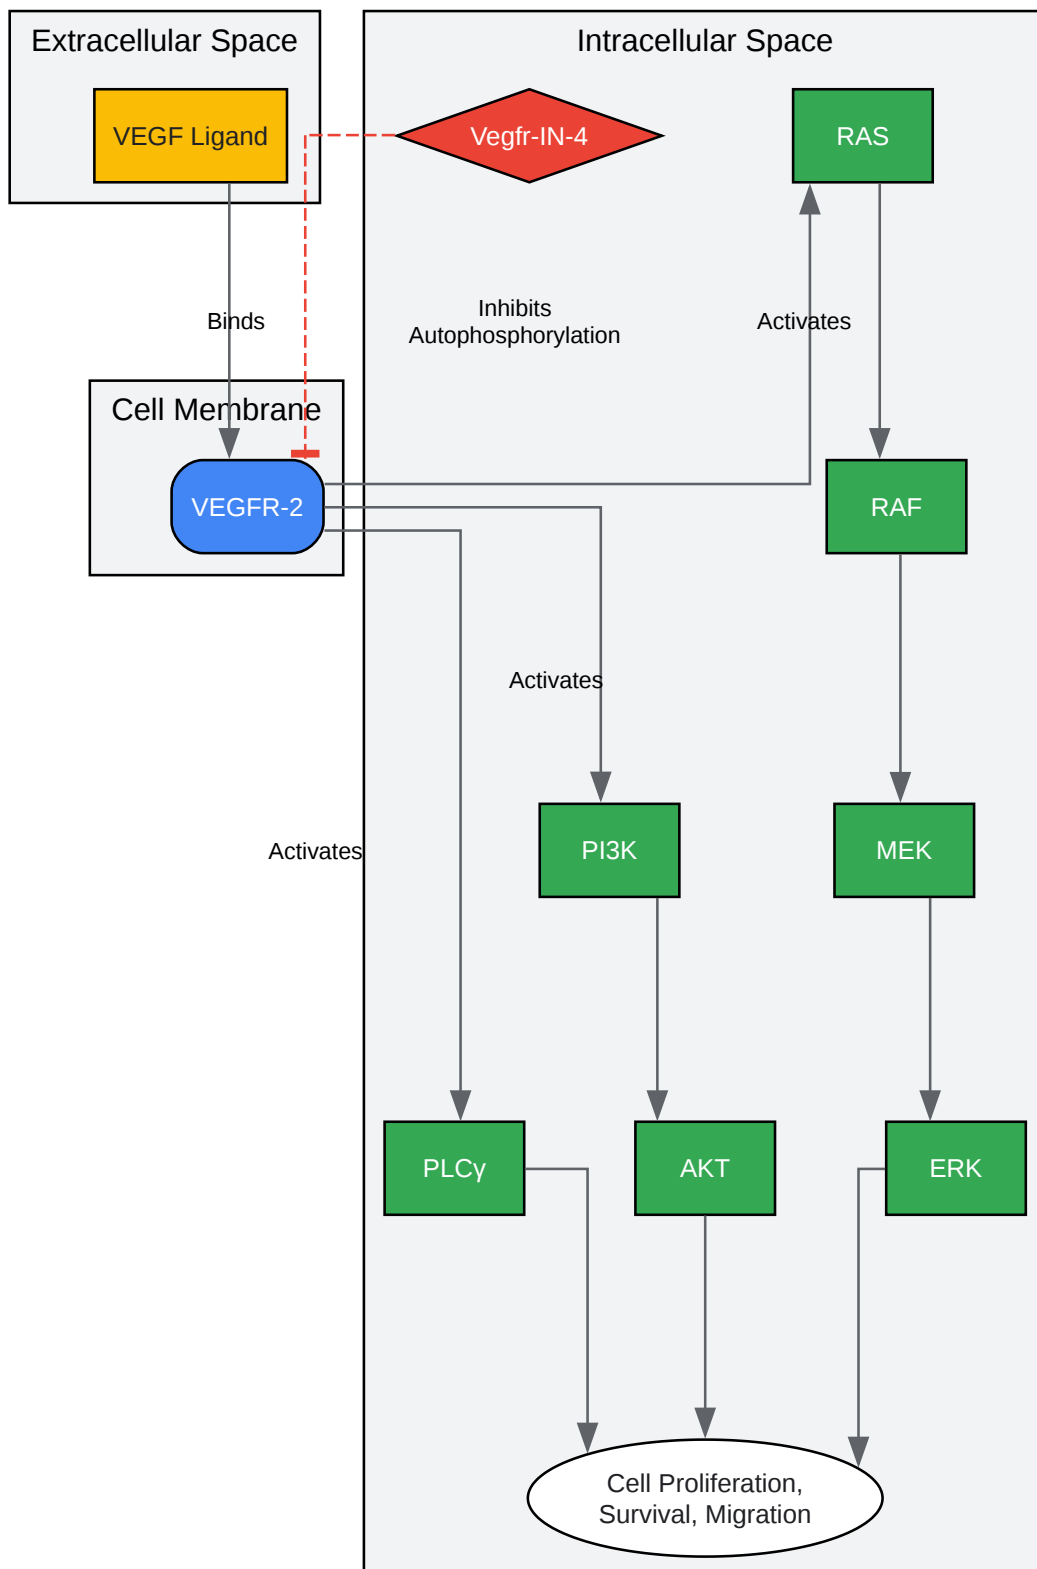 Extracellular Space
Intracellular Space
VEGF Ligand
Vegfr-IN-4
RAS
Binds
Inhibits
Autophosphorylation
Activates
Cell Membrane
VEGFR-2
RAF
Activates
Activates
PI3K
MEK
PLCγ
AKT
ERK
Cell Proliferation,
Survival, Migration